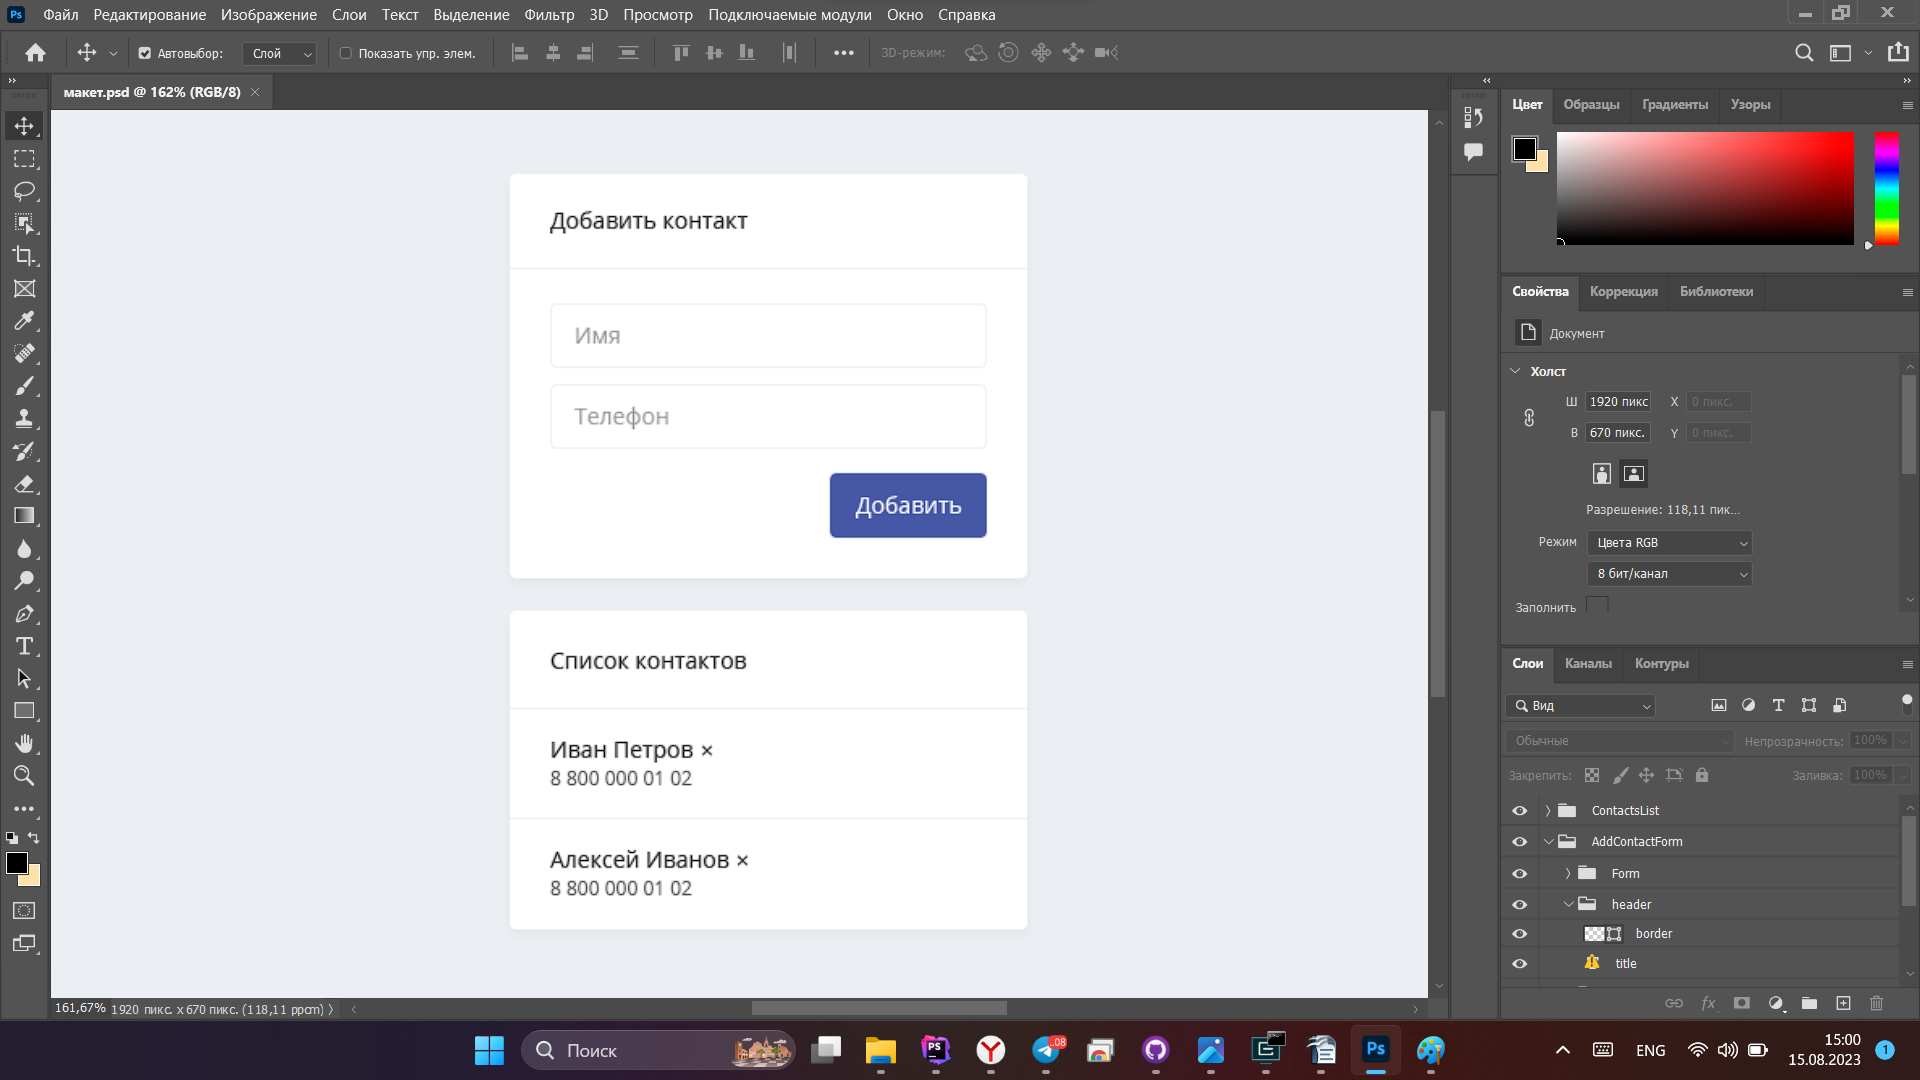 Ps Файл Редактирование Изображение Слои Текст Выделение Фильтр 3D Просмотр Подключаемые модули Окно Справка
Автовыбор: Слой Показать упр. элем. 3D-режим:
макет.psd @ 162% (RGB/8)
Добавить контакт
Имя
Телефон
Добавить
Список контактов
Иван Петров ×
8 800 000 01 02
Алексей Иванов ×
8 800 000 01 02
Цвет Образцы Градиенты Узоры
Свойства Коррекция Библиотеки
Документ
Холст
Ш 1920 пикс X 0 пикс.
В 670 пикс. Y 0 пикс.
Разрешение: 118,11 пик...
Режим Цвета RGB
8 бит/канал
Заполнить
Слои Каналы Контуры
Вид
Обычные Непрозрачность: 100%
Закрепить: Заливка: 100%
ContactsList
AddContactForm
Form
header
border
title
fx
161,67% 1920 пикс. x 670 пикс. (118,11 ppcm)
Поиск
PS
..08
Ps
ENG
15:00
15.08.2023
1